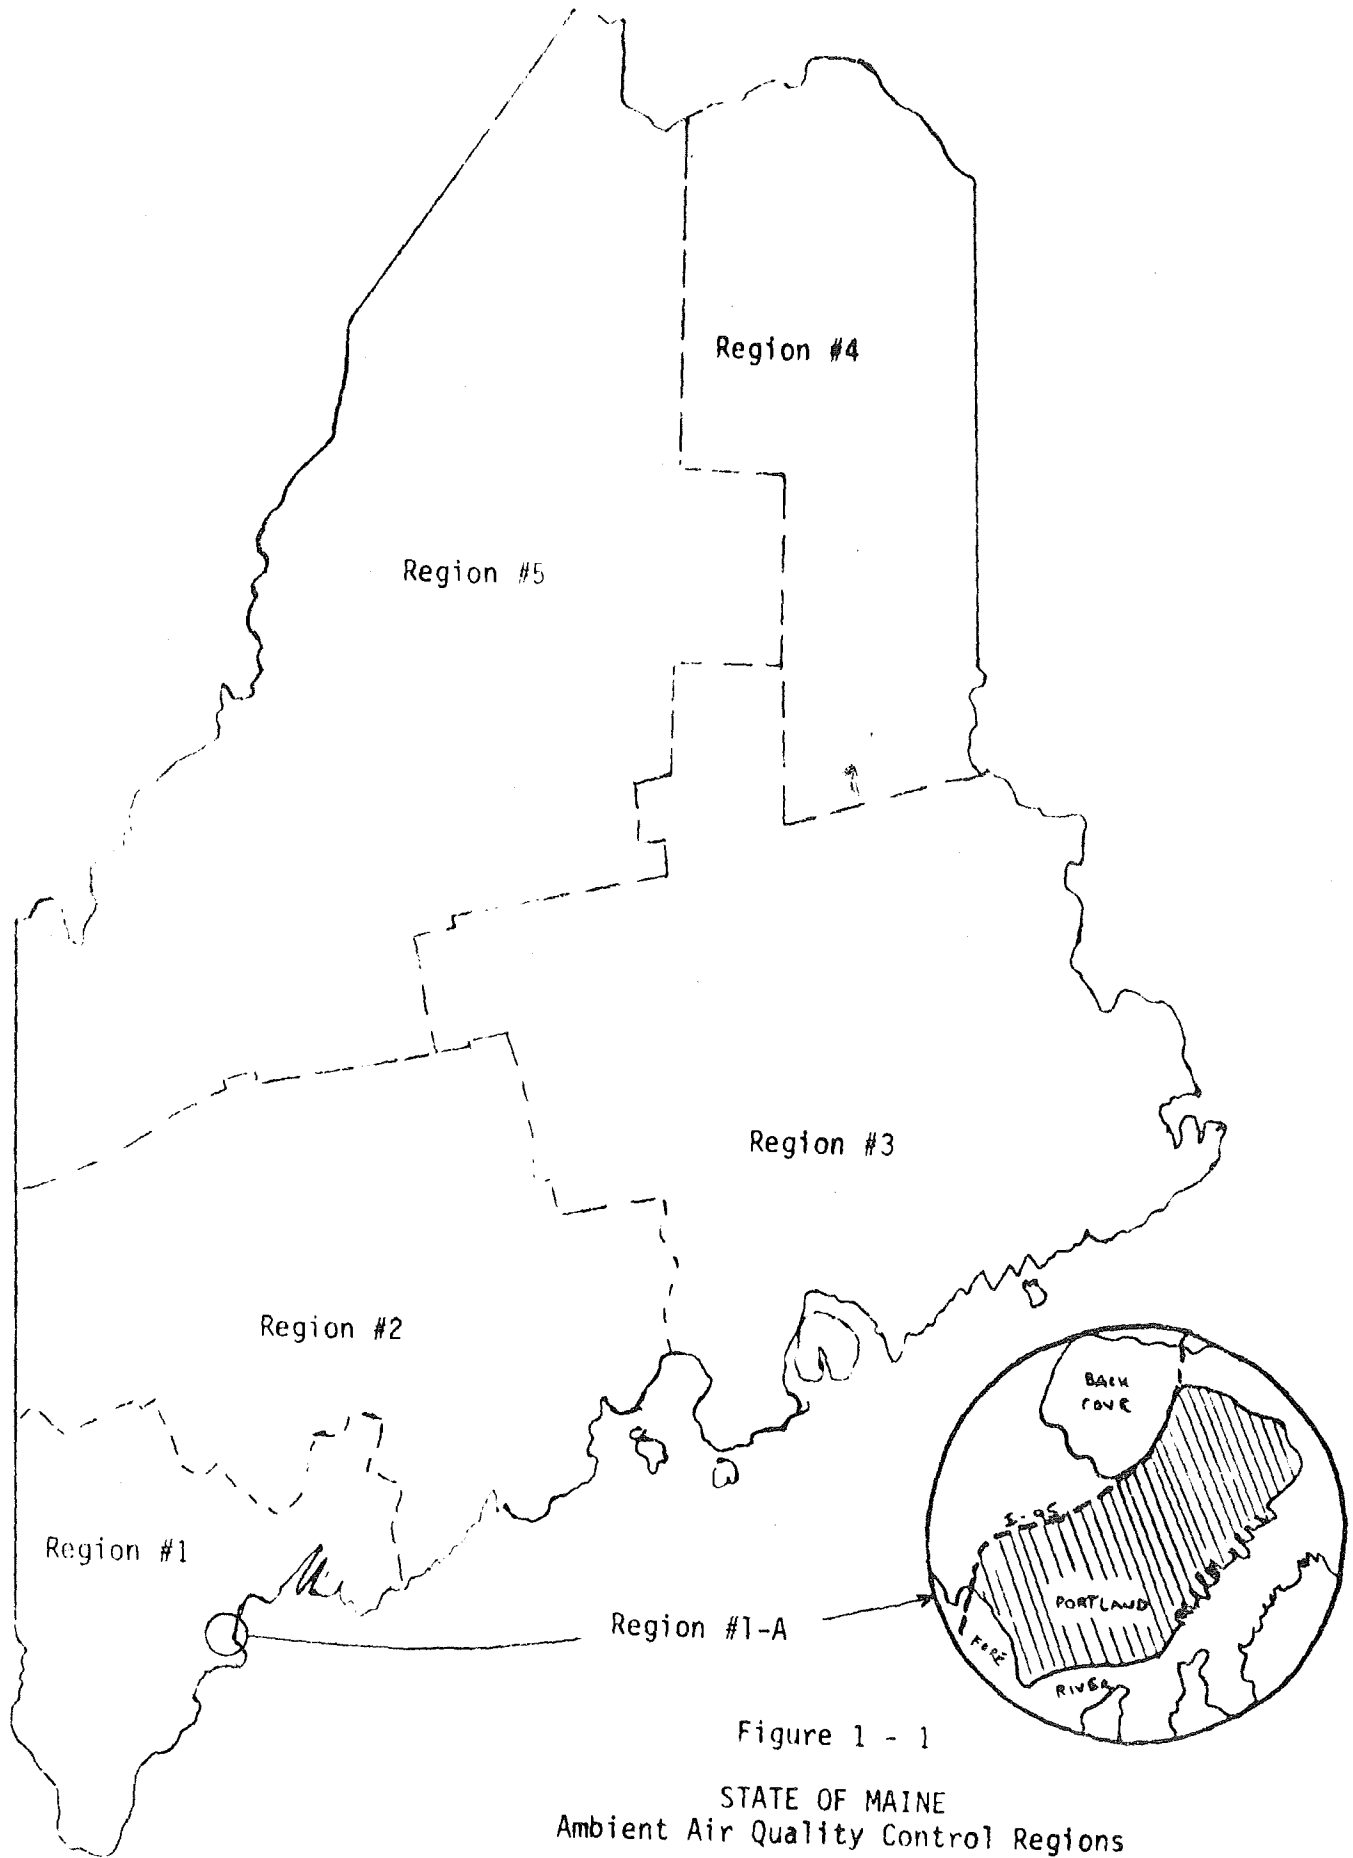 Region #4
Region #5
Region #3
Region #2
BACK
COVE
I-95
Region #1
PORTLAND
Region #1-A
FORE
RIVER
Figure 1 - 1
STATE OF MAINE
Ambient Air Quality Control Regions